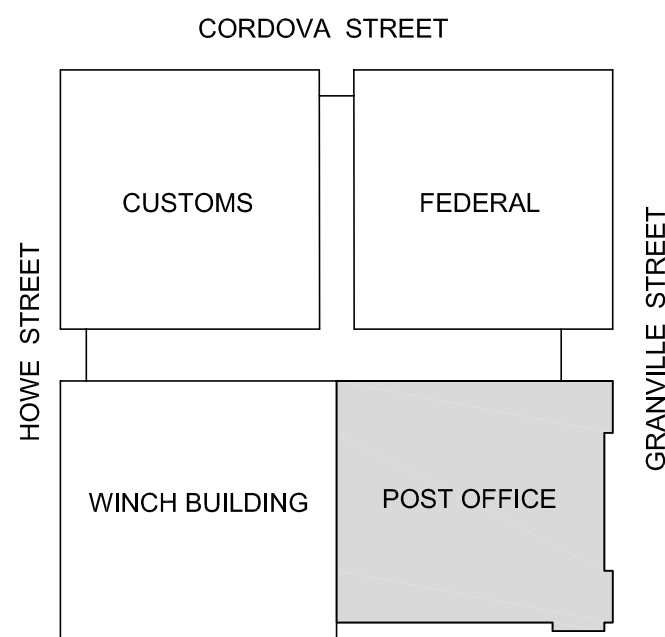 CORDOVA STREET
CUSTOMS
FEDERAL
HOWE STREET
GRANVILLE STREET
WINCH BUILDING
POST OFFICE